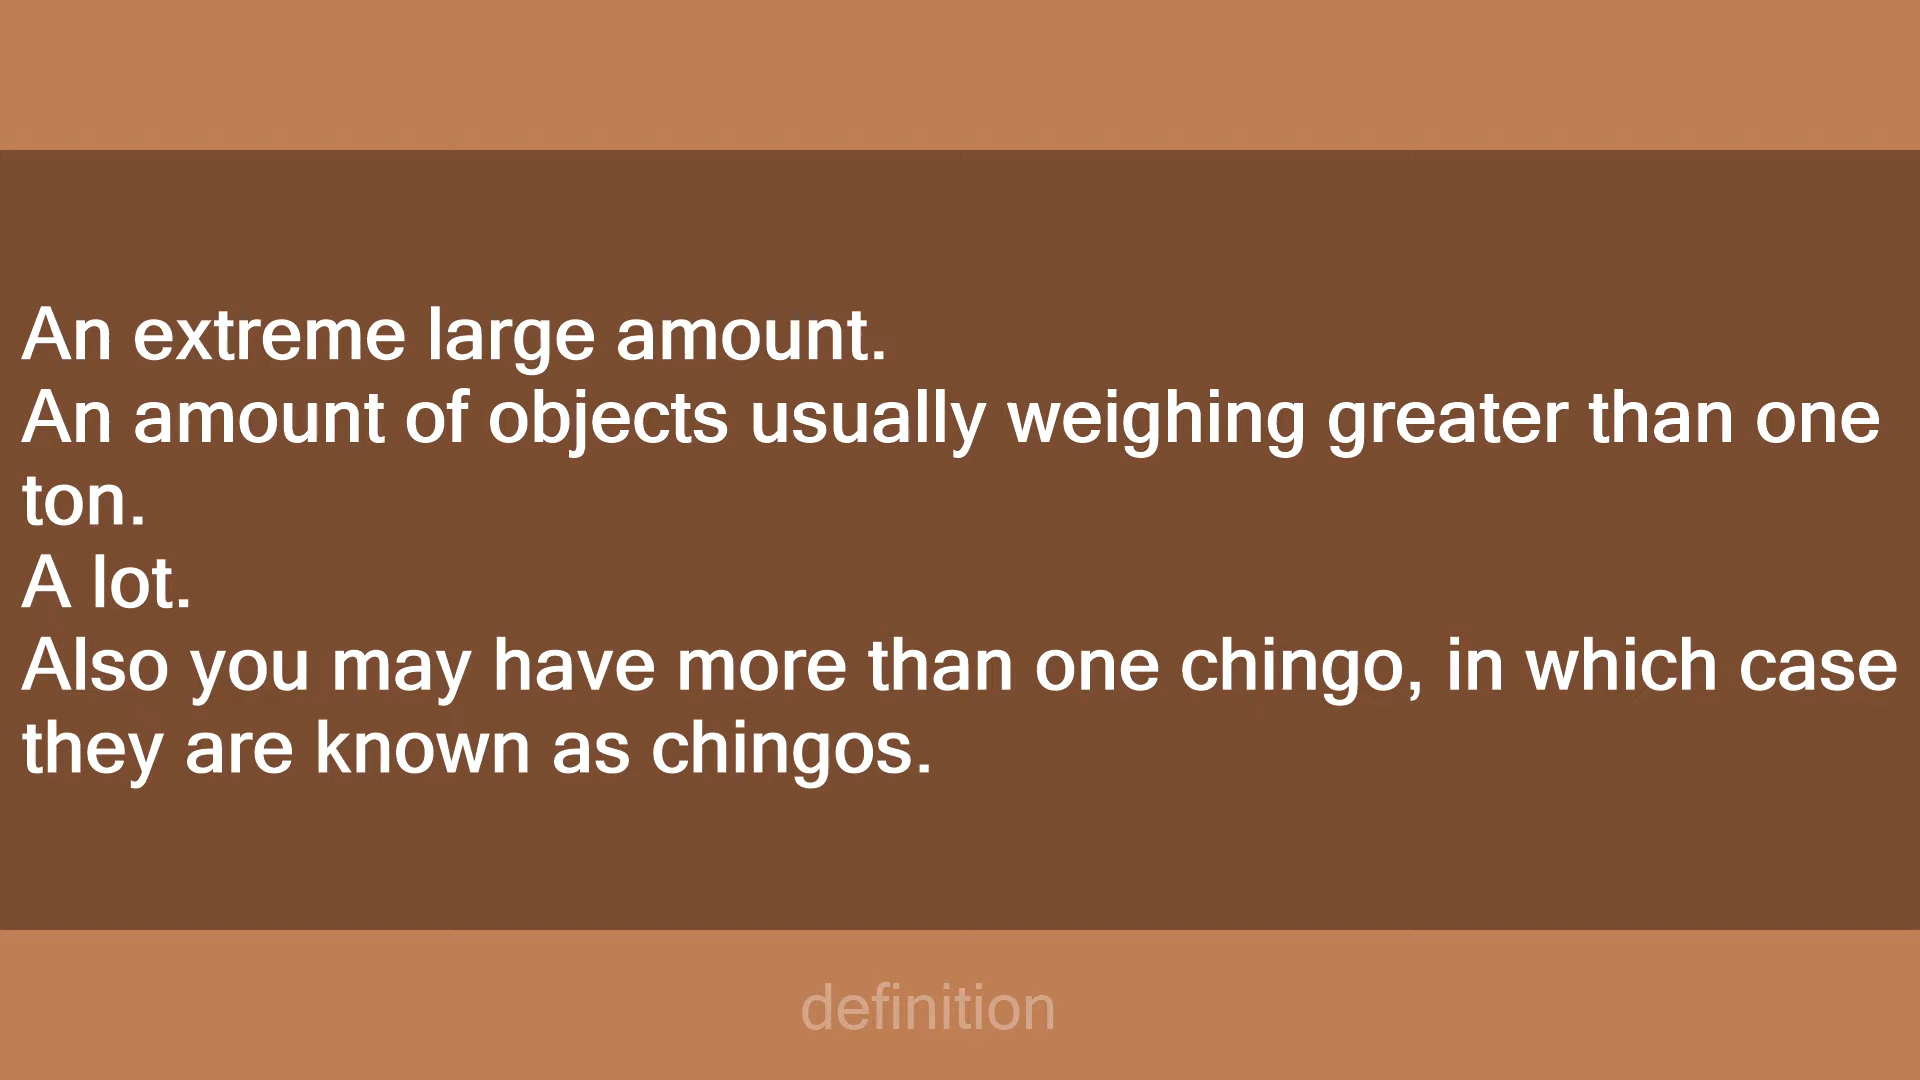 An extreme large amount.
An amount of objects usually weighing greater than one
ton.
A lot.
Also you may have more than one chingo, in which case
they are known as chingos.
definition